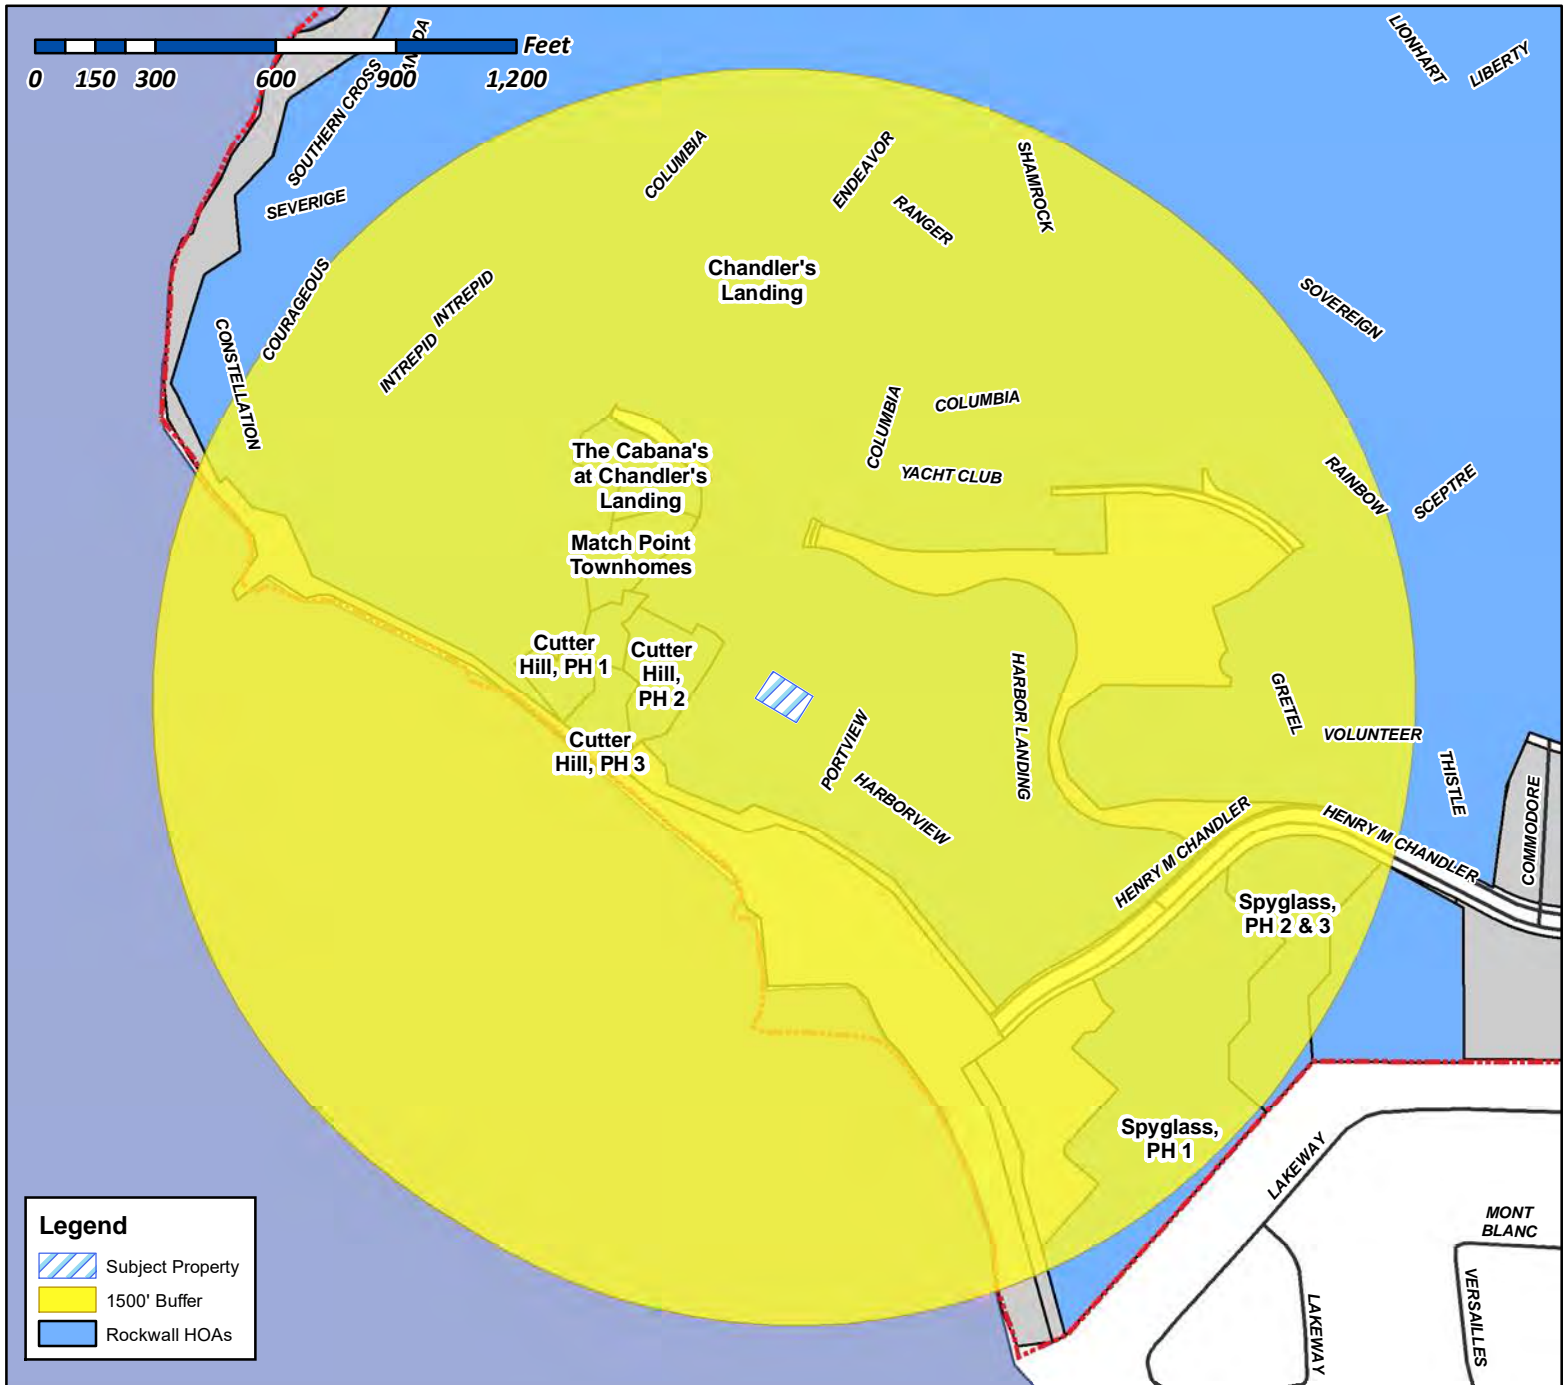 Feet
0 150 300 600 900 1,200
SOUTHERN CROSS
SEVERIGE
COLUMBIA
ENDEAVOR
RANGER
SHAMROCK
LIONHART
LIBERTY
Chandler's
Landing
COURAGEOUS
CONSTELLATION
INTREPID
INTREPID
SOVEREIGN
COLUMBIA
COLUMBIA
YACHT CLUB
RAINBOW
SCEPTRE
The Cabana's
at Chandler's
Landing
Match Point
Townhomes
Cutter
Hill, PH 1
Cutter
Hill,
PH 2
Cutter
Hill, PH 3
PORTVIEW
HARBORVIEW
HARBOR LANDING
GRETEL
VOLUNTEER
THISTLE
COMMODORE
HENRY M CHANDLER
HENRY M CHANDLER
Spyglass,
PH 2 & 3
Spyglass,
PH 1
LAKEWAY
MONT
BLANC
VERSAILLES
LAKEWAY
Legend
Subject Property
1500' Buffer
Rockwall HOAs